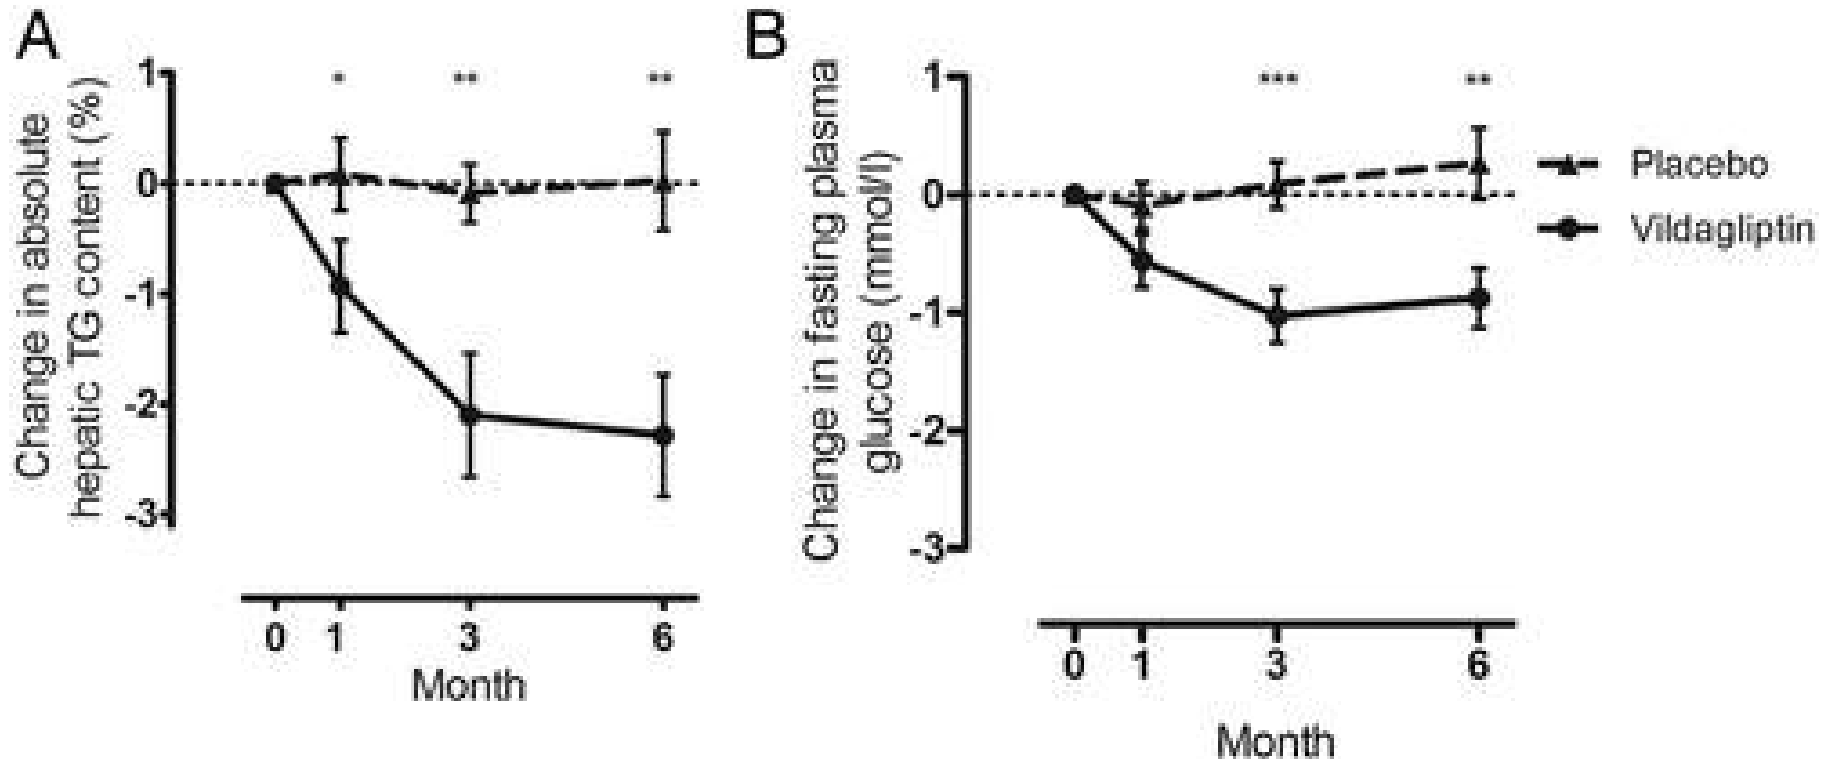 A
Change in absolute
hepatic TG content (%)
1
0
-1
-2
-3
*
**
**
0 1 3 6
Month
B
Change in fasting plasma
glucose (mmol/l)
1
0
-1
-2
-3
***
**
0 1 3 6
Month
Placebo
Vildagliptin